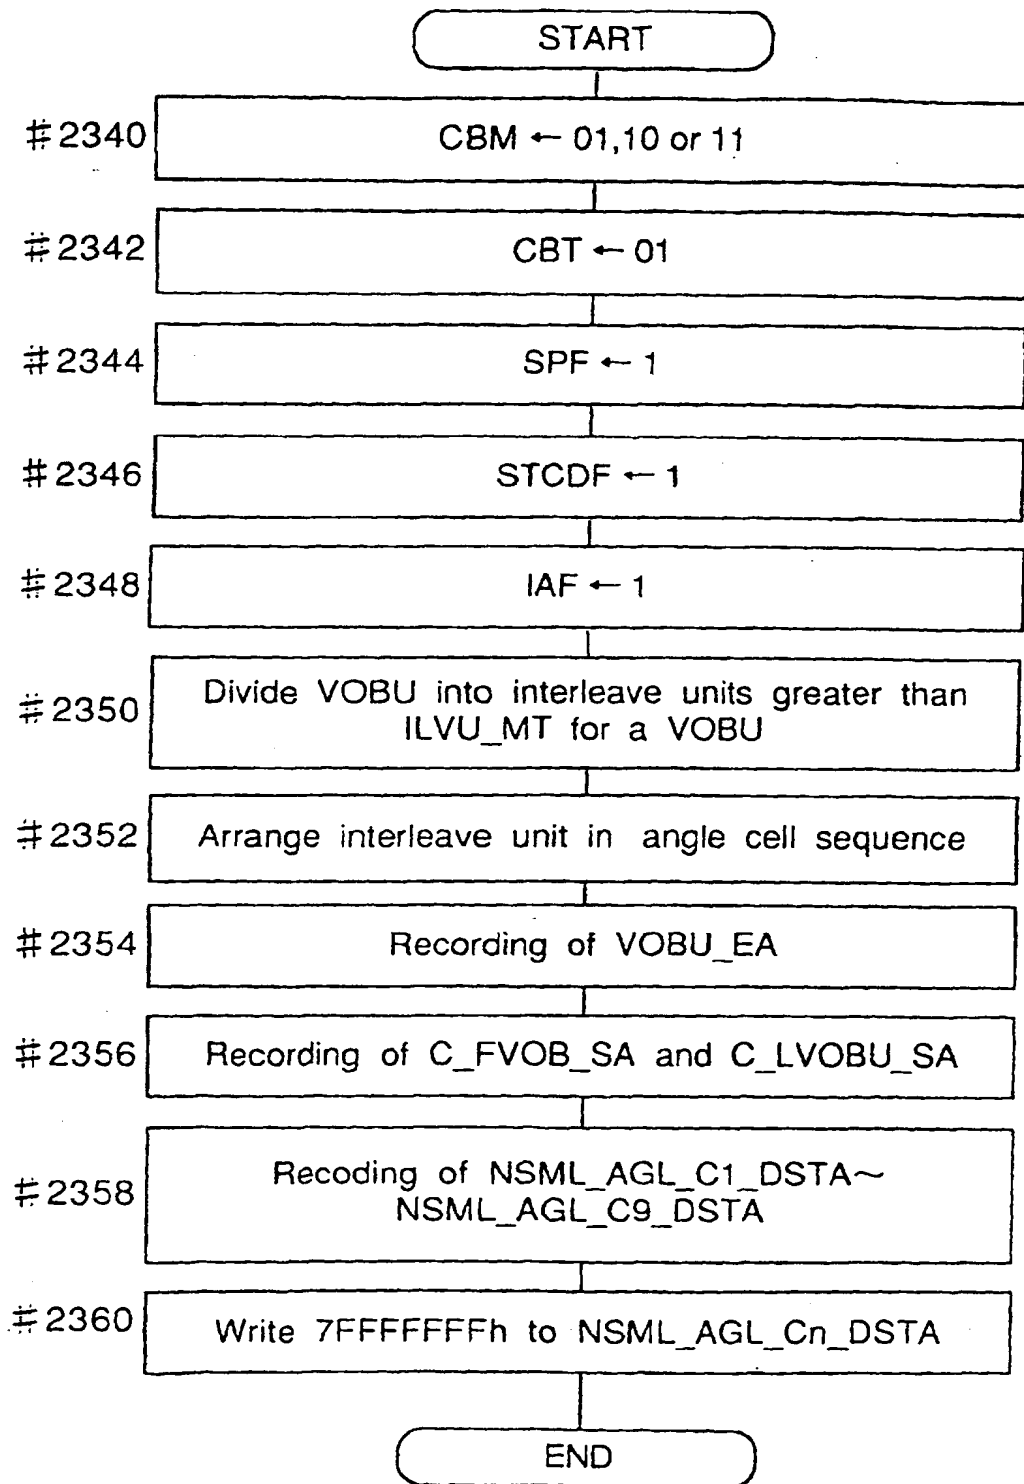 START
#2340 CBM ← 01,10 or 11
#2342 CBT ← 01
#2344 SPF ← 1
#2346 STCDF ← 1
#2348 IAF ← 1
#2350 Divide VOBU into interleave units greater than
ILVU_MT for a VOBU
#2352 Arrange interleave unit in angle cell sequence
#2354 Recording of VOBU_EA
#2356 Recording of C_FVOB_SA and C_LVOBU_SA
#2358 Recoding of NSML_AGL_C1_DSTA~
NSML_AGL_C9_DSTA
#2360 Write 7FFFFFFFh to NSML_AGL_Cn_DSTA
END